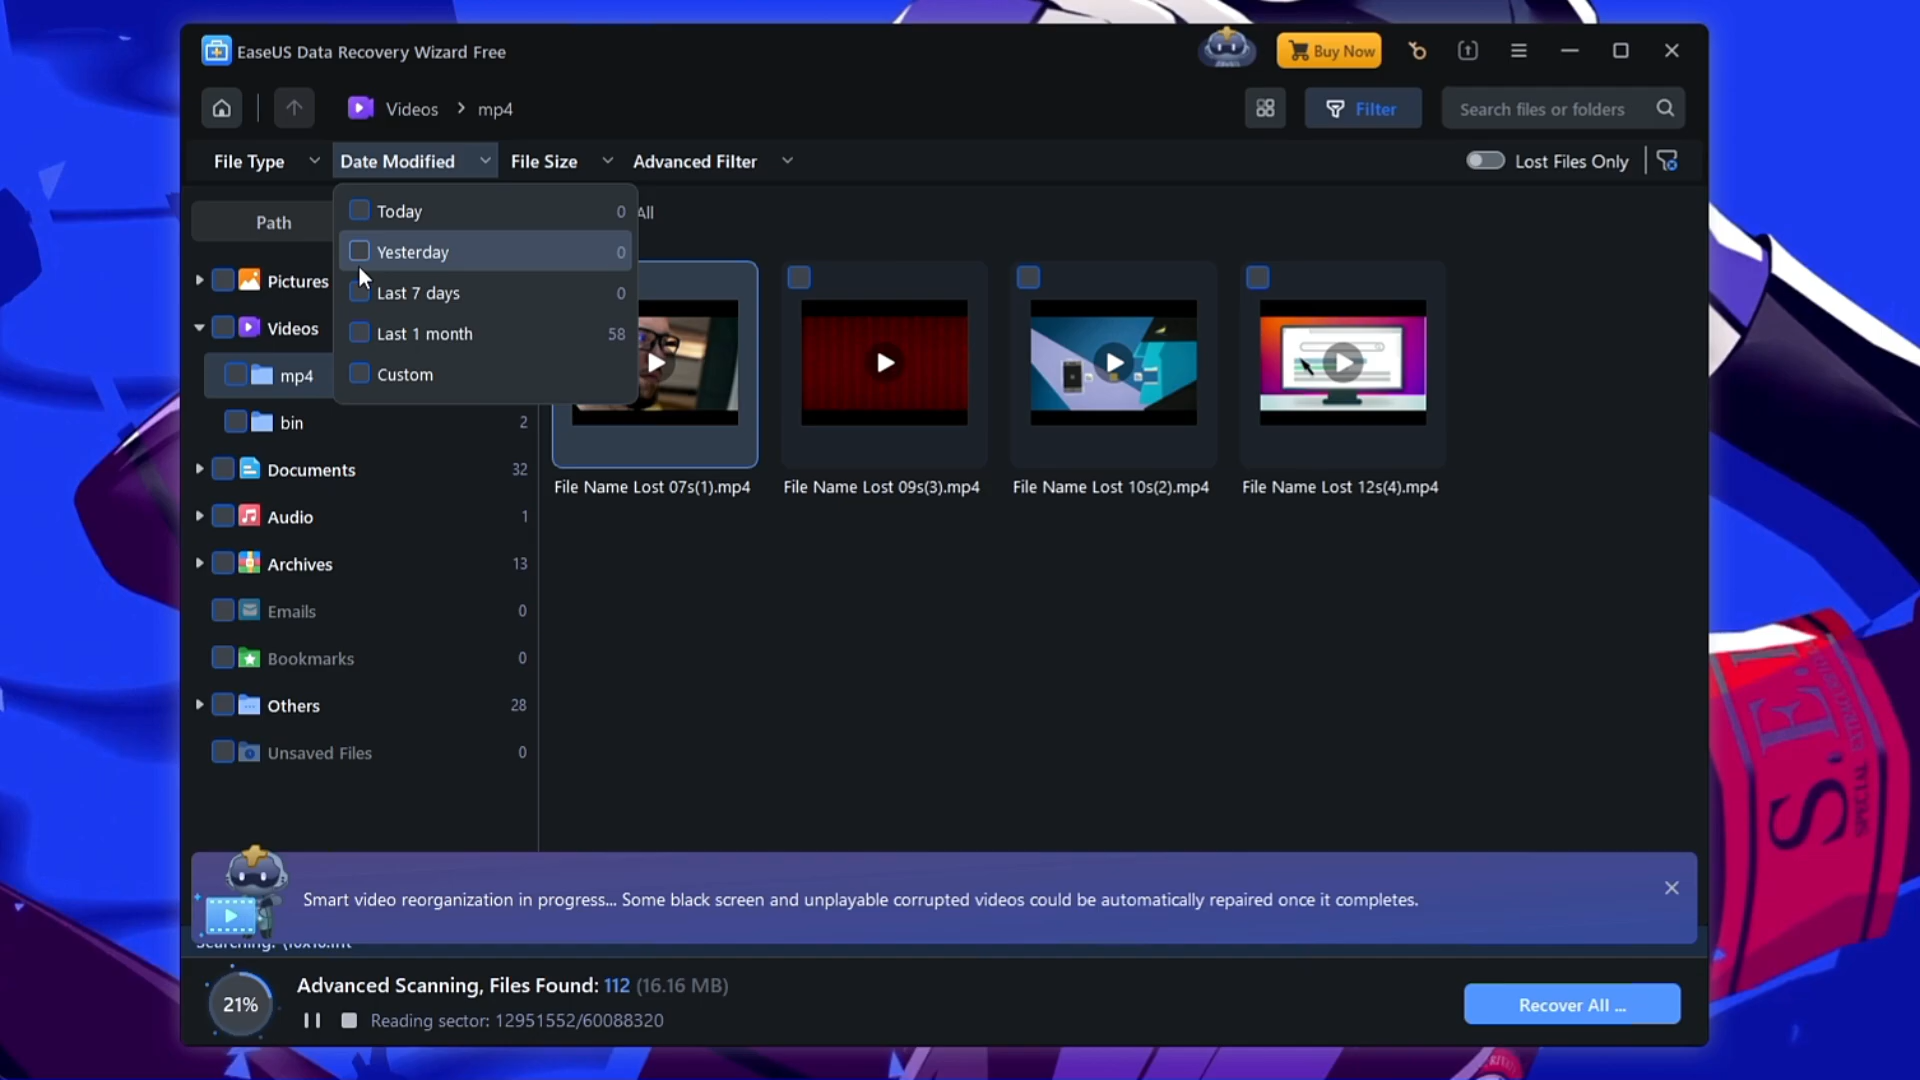 EaseUS Data Recovery Wizard Free
Buy Now
Videos > mp4
Filter
Search files or folders
File Type
Date Modified
File Size
Advanced Filter
Lost Files Only
Path
Today 0
Yesterday 0
Last 7 days 0
Last 1 month 58
Custom
All
Pictures
Videos
mp4
bin 2
Documents 32
Audio 1
Archives 13
Emails 0
Bookmarks 0
Others 28
Unsaved Files 0
File Name Lost 07s(1).mp4
File Name Lost 09s(3).mp4
File Name Lost 10s(2).mp4
File Name Lost 12s(4).mp4
Smart video reorganization in progress... Some black screen and unplayable corrupted videos could be automatically repaired once it completes.
21%
Advanced Scanning, Files Found: 112 (16.16 MB)
Reading sector: 12951552/60088320
Recover All ...
S.E.